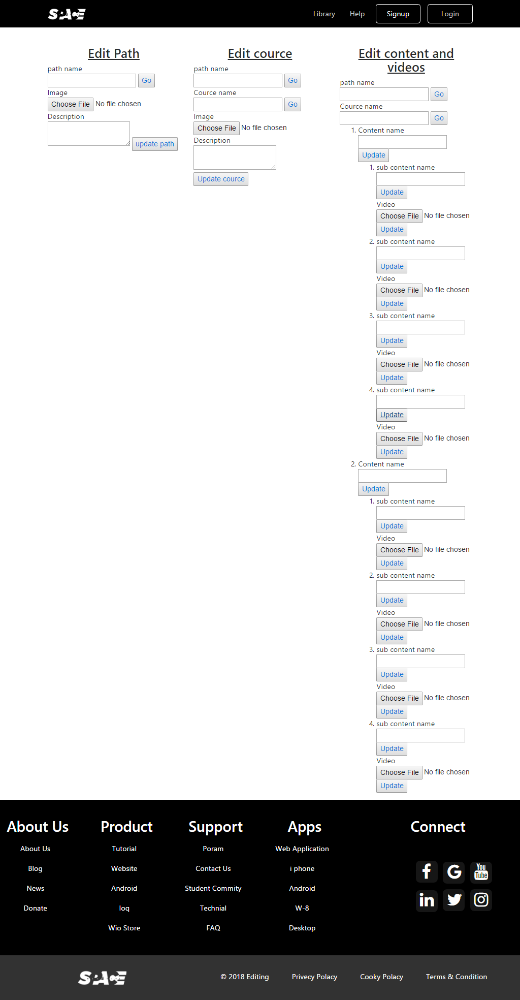 SPACE
Library Help Signup Login
Edit Path
path name
Go
Image
Choose File No file chosen
Description
update path
Edit cource
path name
Go
Cource name
Go
Image
Choose File No file chosen
Description
Update cource
Edit content and
videos
path name
Go
Cource name
Go
1. Content name
Update
1. sub content name
Update
Video
Choose File No file chosen
Update
2. sub content name
Update
Video
Choose File No file chosen
Update
3. sub content name
Update
Video
Choose File No file chosen
Update
4. sub content name
Update
Video
Choose File No file chosen
Update
2. Content name
Update
1. sub content name
Update
Video
Choose File No file chosen
Update
2. sub content name
Update
Video
Choose File No file chosen
Update
3. sub content name
Update
Video
Choose File No file chosen
Update
4. sub content name
Update
Video
Choose File No file chosen
Update
About Us
About Us
Blog
News
Donate
Product
Tutorial
Website
Android
Ioq
Wio Store
Support
Poram
Contact Us
Student Commity
Technial
FAQ
Apps
Web Application
i phone
Android
W-8
Desktop
Connect
f G You Tube
in
SPACE
© 2018 Editing Privecy Polacy Cooky Polacy Terms & Condition